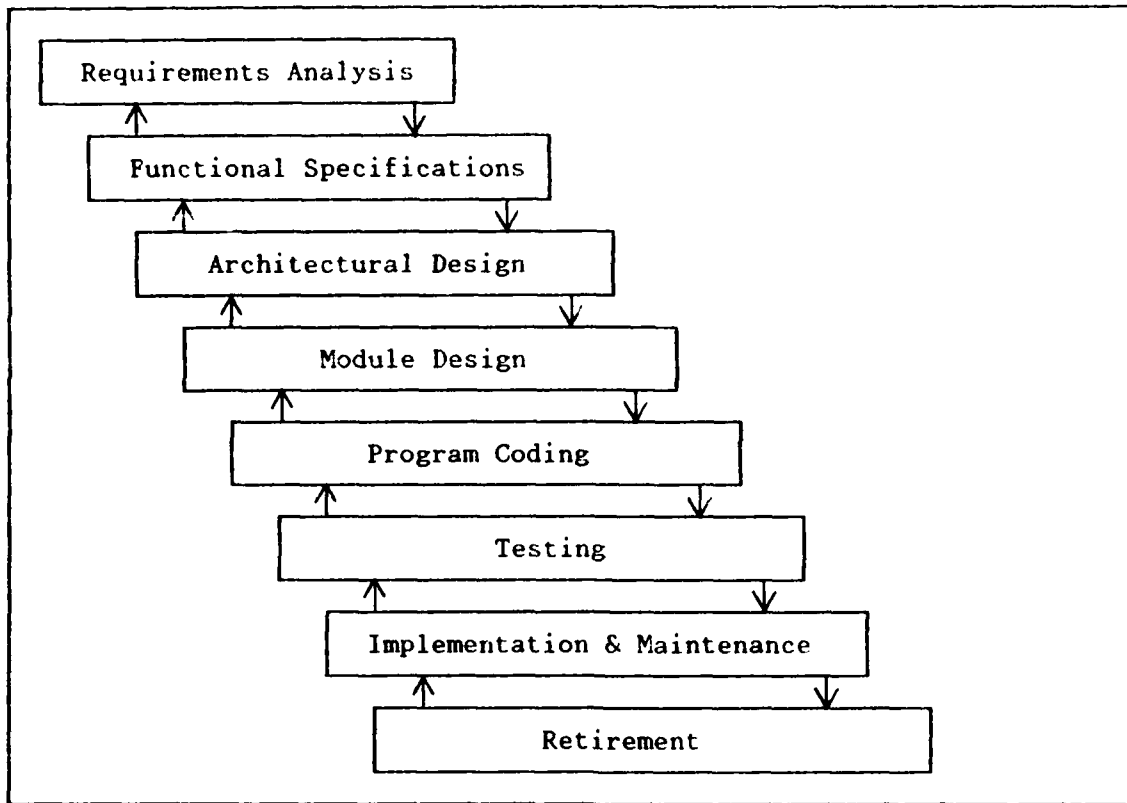 Requirements Analysis
Functional Specifications
Architectural Design
Module Design
Program Coding
Testing
Implementation & Maintenance
Retirement